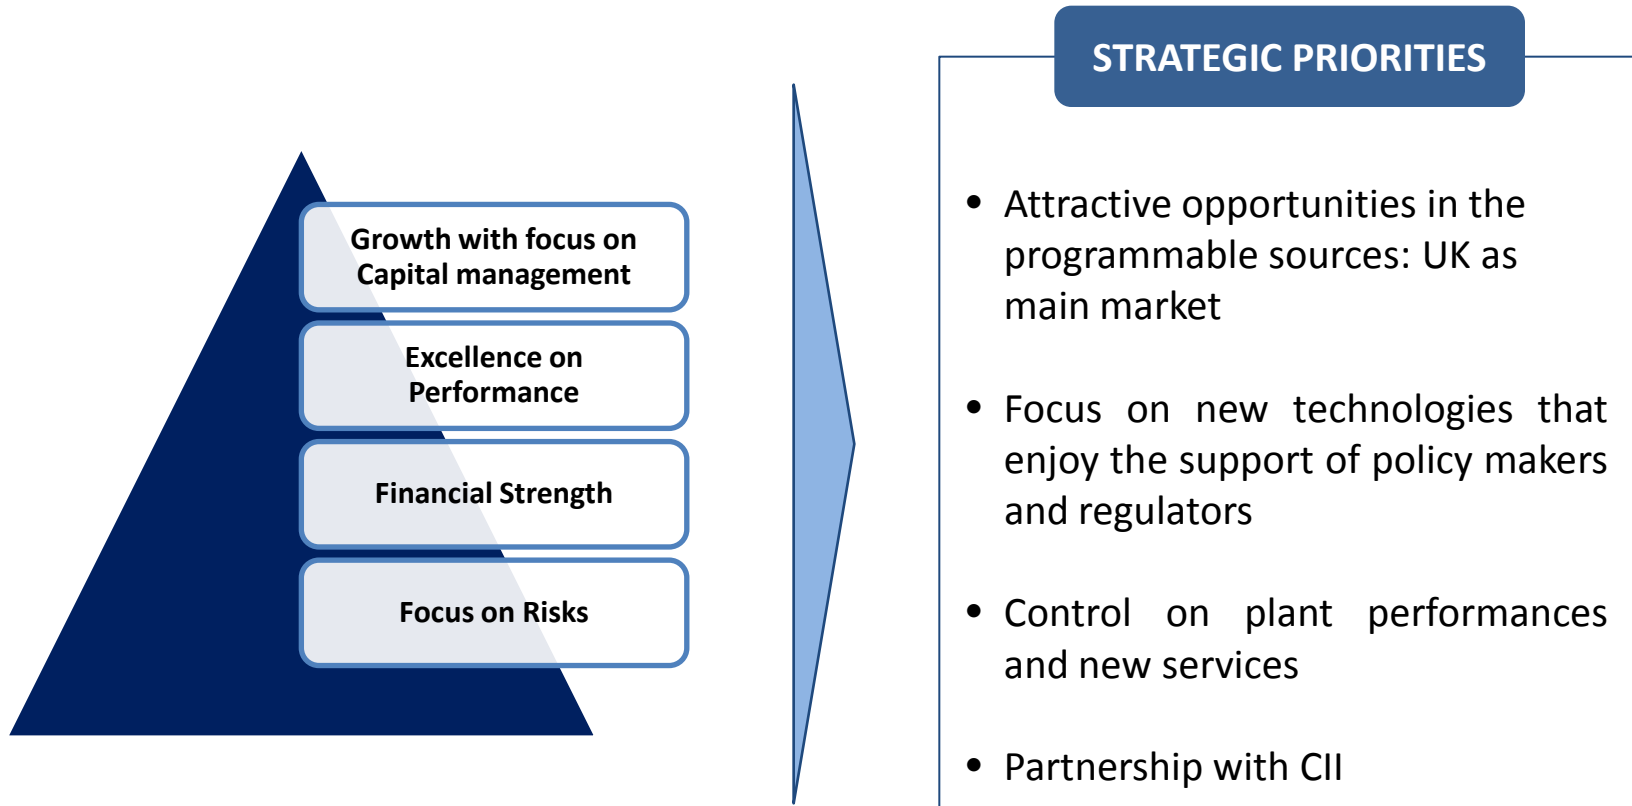 STRATEGIC PRIORITIES
Growth with focus on
Capital management
Excellence on
Performance
Financial Strength
Focus on Risks
• Attractive opportunities in the
programmable sources: UK as
main market
• Focus on new technologies that
enjoy the support of policy makers
and regulators
• Control on plant performances
and new services
• Partnership with CII